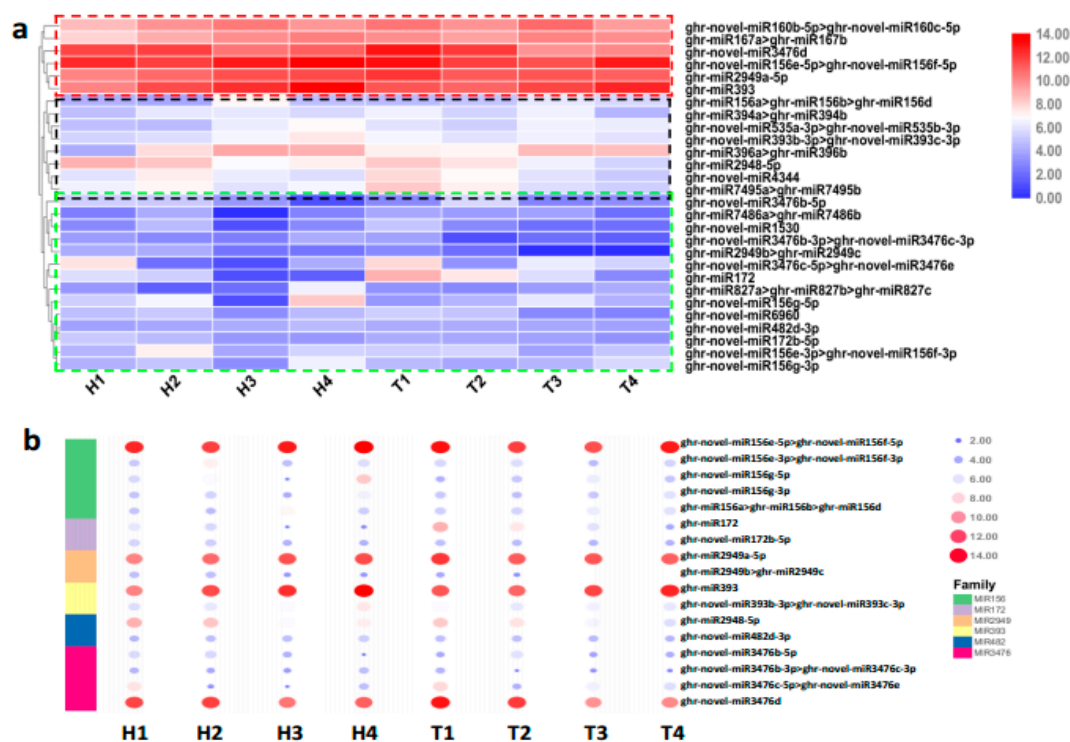 a
ghr-novel-miR160b-5p>ghr-novel-miR160c-5p
ghr-miR167a>ghr-miR167b
ghr-novel-miR3476d
ghr-novel-miR156e-5p>ghr-novel-miR156f-5p
ghr-miR2949a-5p
ghr-miR393
ghr-miR156a>ghr-miR156b>ghr-miR156d
ghr-miR394a>ghr-miR394b
ghr-novel-miR535a-3p>ghr-novel-miR535b-3p
ghr-novel-miR393b-3p>ghr-novel-miR393c-3p
ghr-miR396a>ghr-miR396b
ghr-miR2948-5p
ghr-novel-miR4344
ghr-miR7495a>ghr-miR7495b
ghr-novel-miR3476b-5p
ghr-miR7486a>ghr-miR7486b
ghr-novel-miR1530
ghr-novel-miR3476b-3p>ghr-novel-miR3476c-3p
ghr-miR2949b>ghr-miR2949c
ghr-novel-miR3476c-5p>ghr-novel-miR3476e
ghr-miR172
ghr-miR827a>ghr-miR827b>ghr-miR827c
ghr-novel-miR156g-5p
ghr-novel-miR6960
ghr-novel-miR482d-3p
ghr-novel-miR172b-5p
ghr-novel-miR156e-3p>ghr-novel-miR156f-3p
ghr-novel-miR156g-3p
14.00
12.00
10.00
8.00
6.00
4.00
2.00
0.00
H1 H2 H3 H4 T1 T2 T3 T4
b
ghr-novel-miR156e-5p>ghr-novel-miR156f-5p
ghr-novel-miR156e-3p>ghr-novel-miR156f-3p
ghr-novel-miR156g-5p
ghr-novel-miR156g-3p
ghr-miR156a>ghr-miR156b>ghr-miR156d
ghr-miR172
ghr-novel-miR172b-5p
ghr-miR2949a-5p
ghr-miR2949b>ghr-miR2949c
ghr-miR393
ghr-novel-miR393b-3p>ghr-novel-miR393c-3p
ghr-miR2948-5p
ghr-novel-miR482d-3p
ghr-novel-miR3476b-5p
ghr-novel-miR3476b-3p>ghr-novel-miR3476c-3p
ghr-novel-miR3476c-5p>ghr-novel-miR3476e
ghr-novel-miR3476d
2.00
4.00
6.00
8.00
10.00
12.00
14.00
Family
MIR156
MIR172
MIR2949
MIR393
MIR482
MIR3476
H1 H2 H3 H4 T1 T2 T3 T4